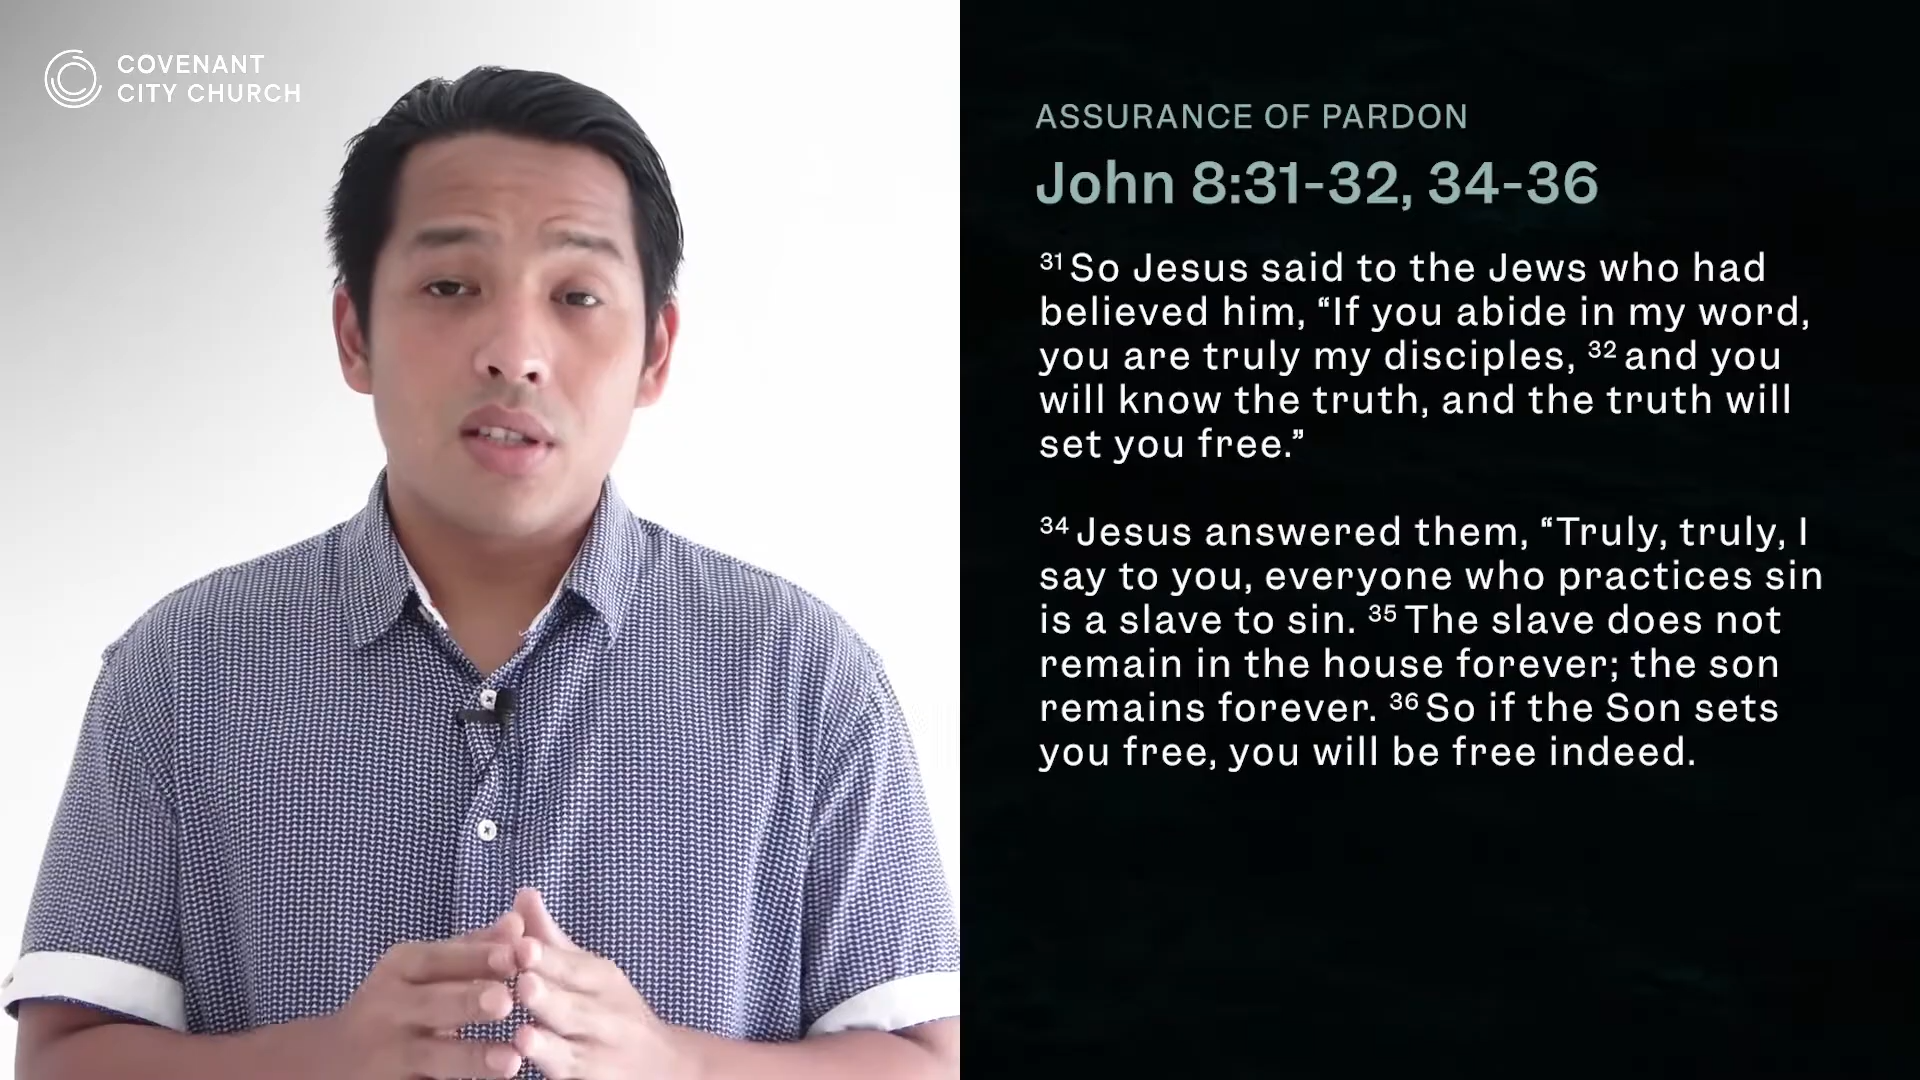 COVENANT
CITY CHURCH
ASSURANCE OF PARDON
John 8:31-32, 34-36
³¹ So Jesus said to the Jews who had
believed him, “If you abide in my word,
you are truly my disciples, ³² and you
will know the truth, and the truth will
set you free.”
³⁴ Jesus answered them, “Truly, truly, I
say to you, everyone who practices sin
is a slave to sin. ³⁵ The slave does not
remain in the house forever; the son
remains forever. ³⁶ So if the Son sets
you free, you will be free indeed.